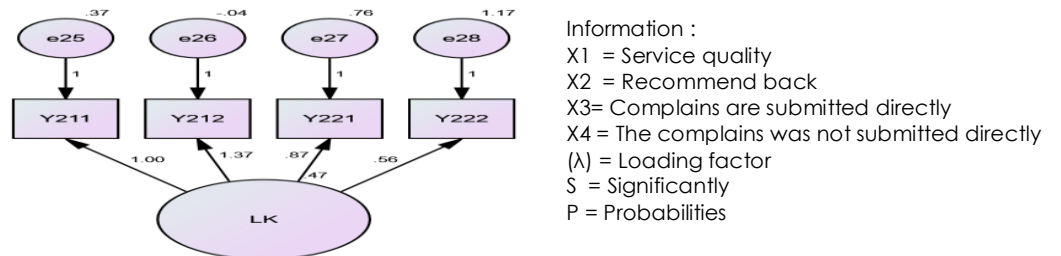 .37 -.04 .76 1.17
e25 e26 e27 e28
1 1 1 1
Y211 Y212 Y221 Y222
1.00 1.37 .87 .56
.47
LK
Information :
X1 = Service quality
X2 = Recommend back
X3= Complains are submitted directly
X4 = The complains was not submitted directly
(λ) = Loading factor
S = Significantly
P = Probabilities